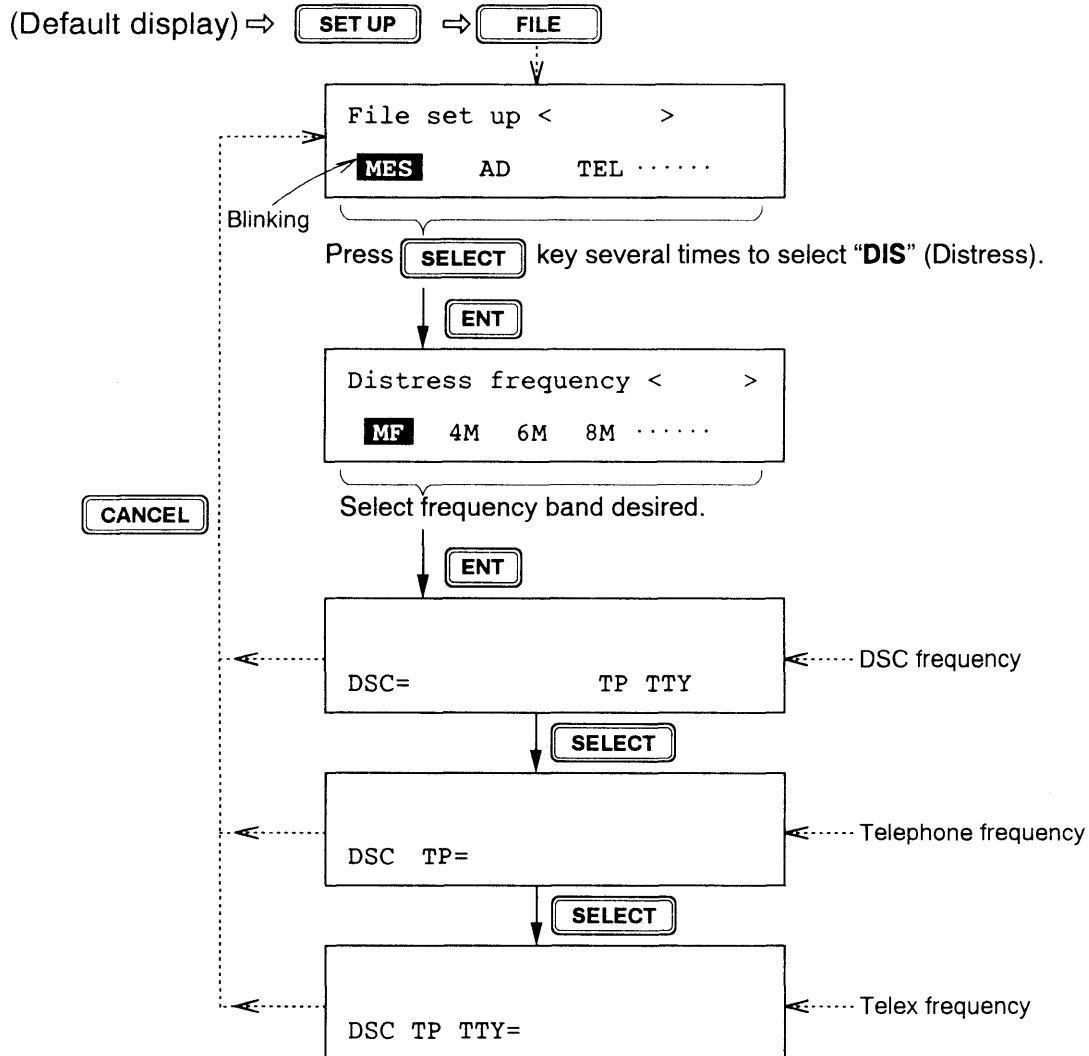 (Default display) ⇨ SET UP ⇨ FILE
File set up < >
MES AD TEL ······
Blinking
Press SELECT key several times to select “DIS” (Distress).
ENT
Distress frequency < >
MF 4M 6M 8M ······
Select frequency band desired.
CANCEL
ENT
DSC= TP TTY
DSC frequency
SELECT
DSC TP=
Telephone frequency
SELECT
DSC TP TTY=
Telex frequency